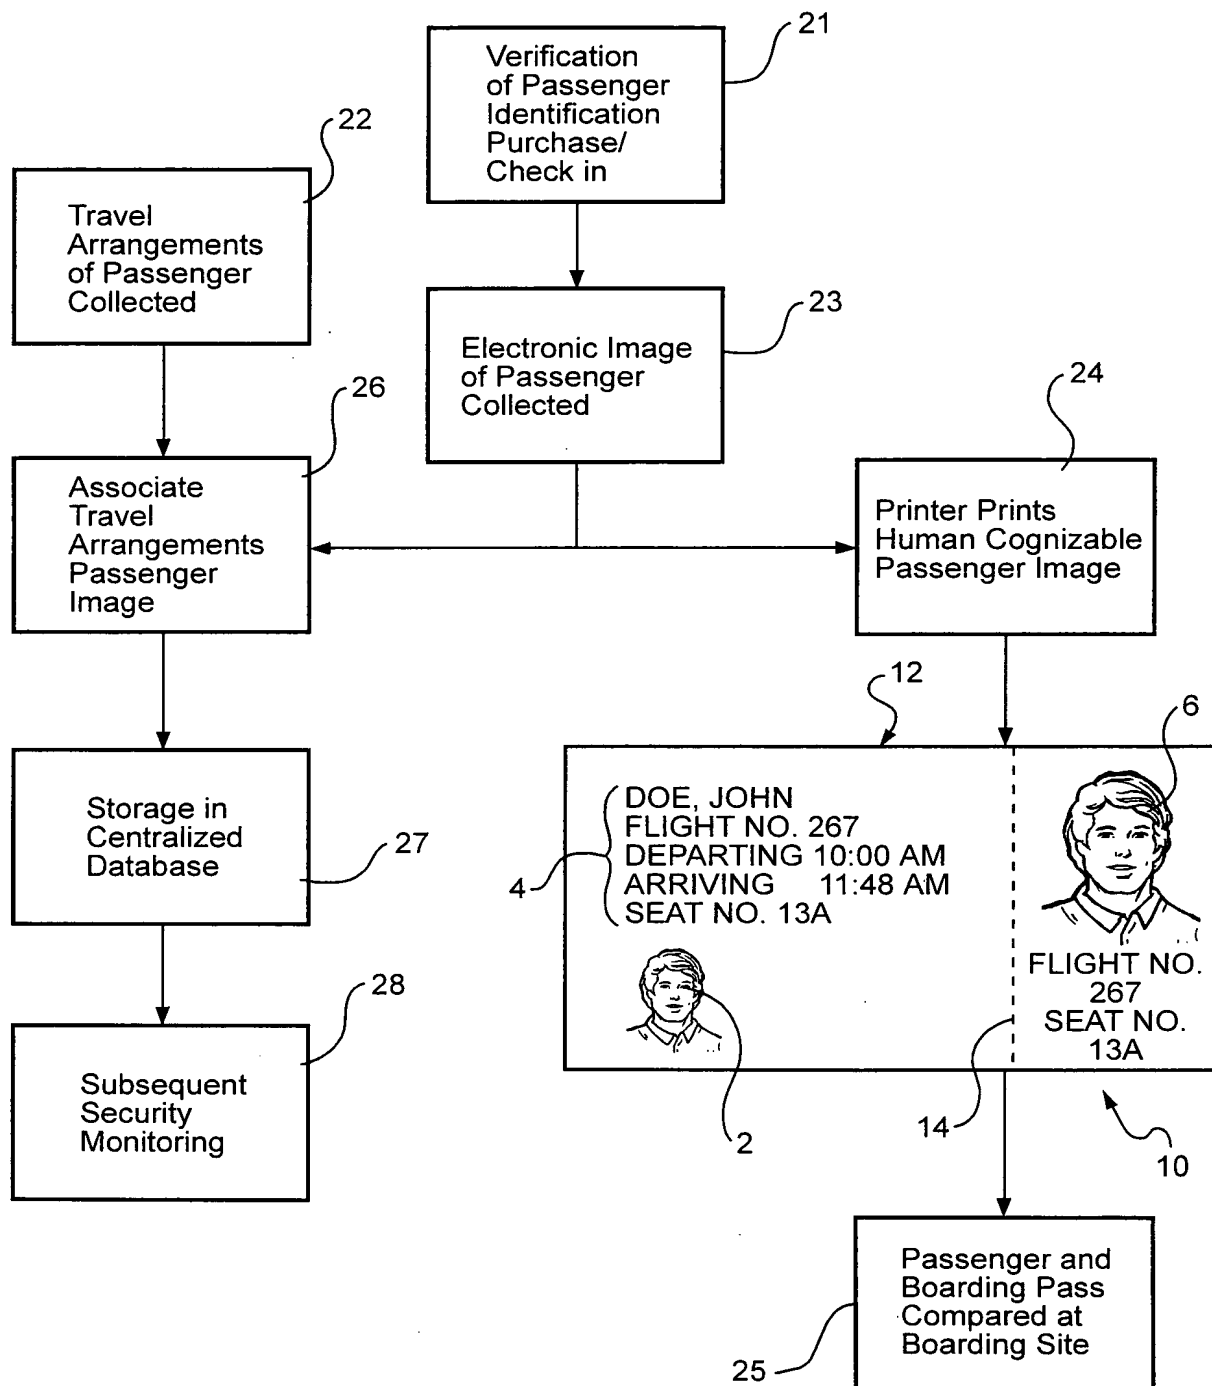 21
Verification
of Passenger
Identification
Purchase/
Check in
22
Travel
Arrangements
of Passenger
Collected
23
Electronic Image
of Passenger
Collected
26
Associate
Travel
Arrangements
Passenger
Image
24
Printer Prints
Human Cognizable
Passenger Image
12
6
4
DOE, JOHN
FLIGHT NO. 267
DEPARTING 10:00 AM
ARRIVING 11:48 AM
SEAT NO. 13A
FLIGHT NO.
267
SEAT NO.
13A
2
14
10
Storage in
Centralized
Database
27
28
Subsequent
Security
Monitoring
Passenger and
Boarding Pass
Compared at
Boarding Site
25